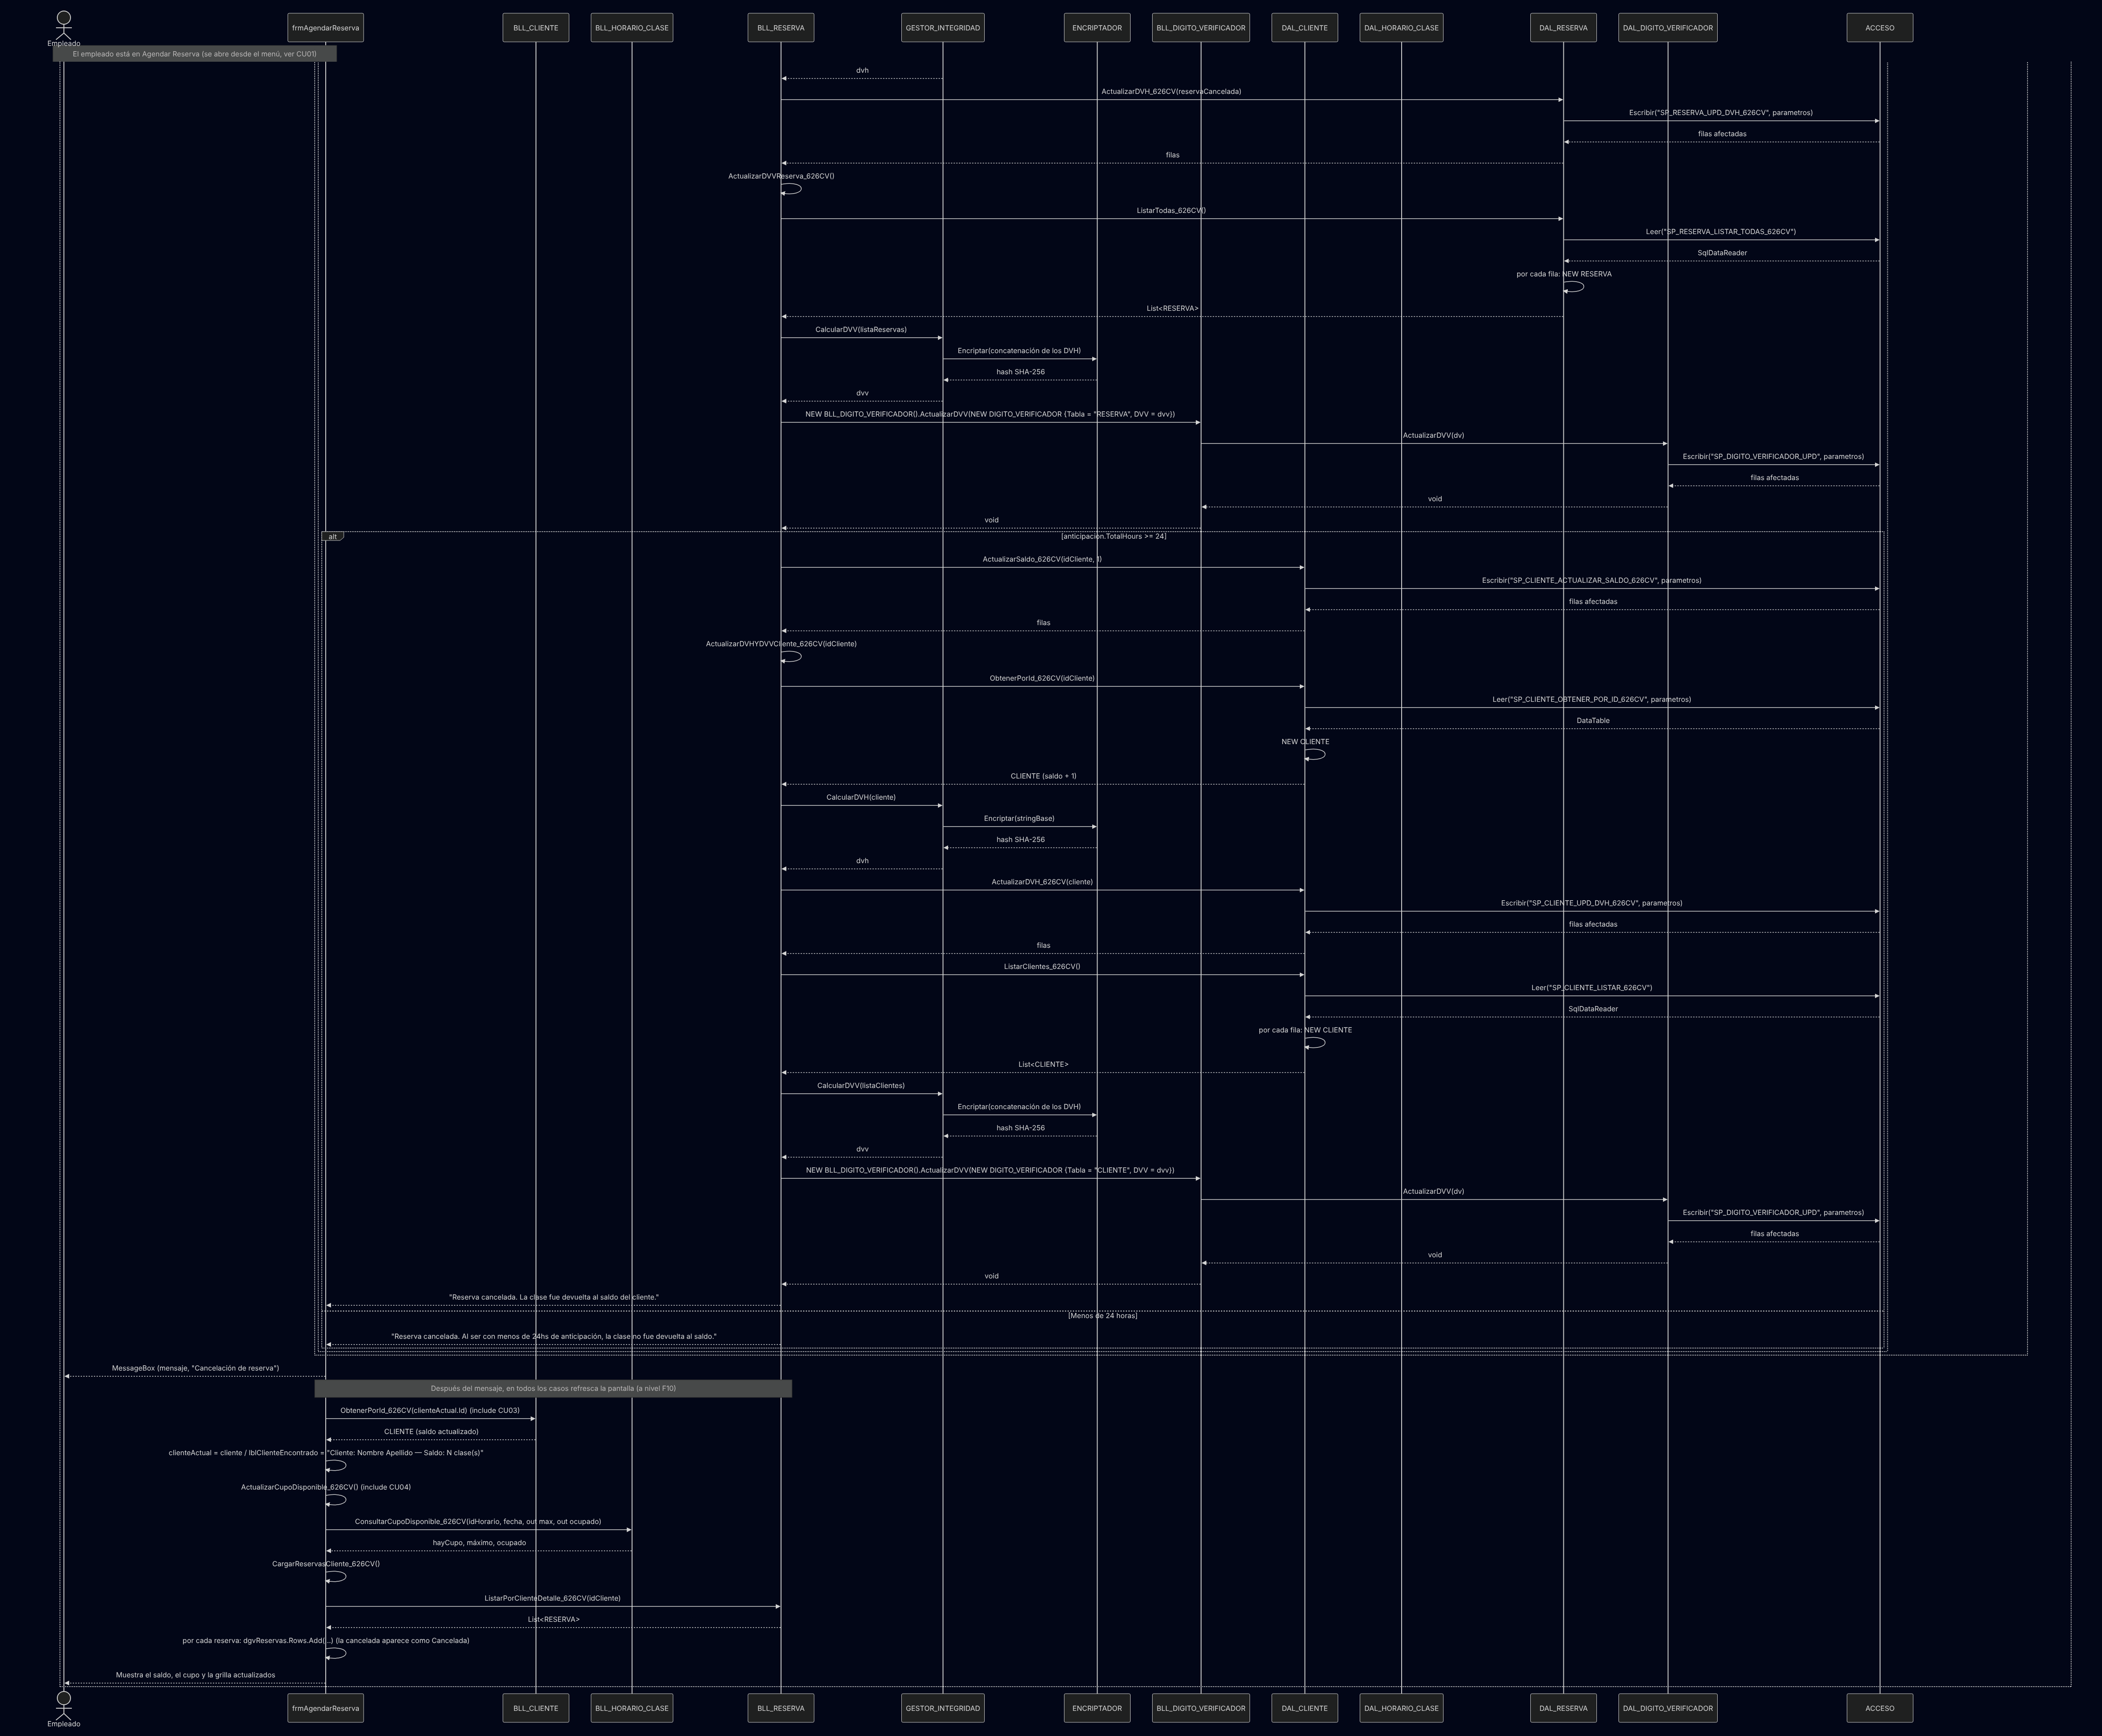 Empleado
frmAgendarReserva
BLL_CLIENTE
BLL_HORARIO_CLASE
BLL_RESERVA
GESTOR_INTEGRIDAD
ENCRIPTADOR
BLL_DIGITO_VERIFICADOR
DAL_CLIENTE
DAL_HORARIO_CLASE
DAL_RESERVA
DAL_DIGITO_VERIFICADOR
ACCESO
El empleado está en Agendar Reserva (se abre desde el menú, ver CU01)
dvh
ActualizarDVH_626CV(reservaCancelada)
Escribir("SP_RESERVA_UPD_DVH_626CV", parametros)
filas afectadas
filas
ActualizarDVVReserva_626CV()
ListarTodas_626CV()
Leer("SP_RESERVA_LISTAR_TODAS_626CV")
SqlDataReader
por cada fila: NEW RESERVA
List<RESERVA>
CalcularDVV(listaReservas)
Encriptar(concatenación de los DVH)
hash SHA-256
dvv
NEW BLL_DIGITO_VERIFICADOR().ActualizarDVV(NEW DIGITO_VERIFICADOR {Tabla = "RESERVA", DVV = dvv})
ActualizarDVV(dv)
Escribir("SP_DIGITO_VERIFICADOR_UPD", parametros)
filas afectadas
void
void
alt
[anticipacion.TotalHours >= 24]
ActualizarSaldo_626CV(idCliente, 1)
Escribir("SP_CLIENTE_ACTUALIZAR_SALDO_626CV", parametros)
filas afectadas
filas
ActualizarDVHYDVVCliente_626CV(idCliente)
ObtenerPorId_626CV(idCliente)
Leer("SP_CLIENTE_OBTENER_POR_ID_626CV", parametros)
DataTable
NEW CLIENTE
CLIENTE (saldo + 1)
CalcularDVH(cliente)
Encriptar(stringBase)
hash SHA-256
dvh
ActualizarDVH_626CV(cliente)
Escribir("SP_CLIENTE_UPD_DVH_626CV", parametros)
filas afectadas
filas
ListarClientes_626CV()
Leer("SP_CLIENTE_LISTAR_626CV")
SqlDataReader
por cada fila: NEW CLIENTE
List<CLIENTE>
CalcularDVV(listaClientes)
Encriptar(concatenación de los DVH)
hash SHA-256
dvv
NEW BLL_DIGITO_VERIFICADOR().ActualizarDVV(NEW DIGITO_VERIFICADOR {Tabla = "CLIENTE", DVV = dvv})
ActualizarDVV(dv)
Escribir("SP_DIGITO_VERIFICADOR_UPD", parametros)
filas afectadas
void
void
"Reserva cancelada. La clase fue devuelta al saldo del cliente."
[Menos de 24 horas]
"Reserva cancelada. Al ser con menos de 24hs de anticipación, la clase no fue devuelta al saldo."
MessageBox (mensaje, "Cancelación de reserva")
Después del mensaje, en todos los casos refresca la pantalla (a nivel F10)
ObtenerPorId_626CV(clienteActual.Id) (include CU03)
CLIENTE (saldo actualizado)
clienteActual = cliente / lblClienteEncontrado = "Cliente: Nombre Apellido — Saldo: N clase(s)"
ActualizarCupoDisponible_626CV() (include CU04)
ConsultarCupoDisponible_626CV(idHorario, fecha, out max, out ocupado)
hayCupo, máximo, ocupado
CargarReservasCliente_626CV()
ListarPorClienteDetalle_626CV(idCliente)
List<RESERVA>
por cada reserva: dgvReservas.Rows.Add(...) (la cancelada aparece como Cancelada)
Muestra el saldo, el cupo y la grilla actualizados
Empleado
frmAgendarReserva
BLL_CLIENTE
BLL_HORARIO_CLASE
BLL_RESERVA
GESTOR_INTEGRIDAD
ENCRIPTADOR
BLL_DIGITO_VERIFICADOR
DAL_CLIENTE
DAL_HORARIO_CLASE
DAL_RESERVA
DAL_DIGITO_VERIFICADOR
ACCESO